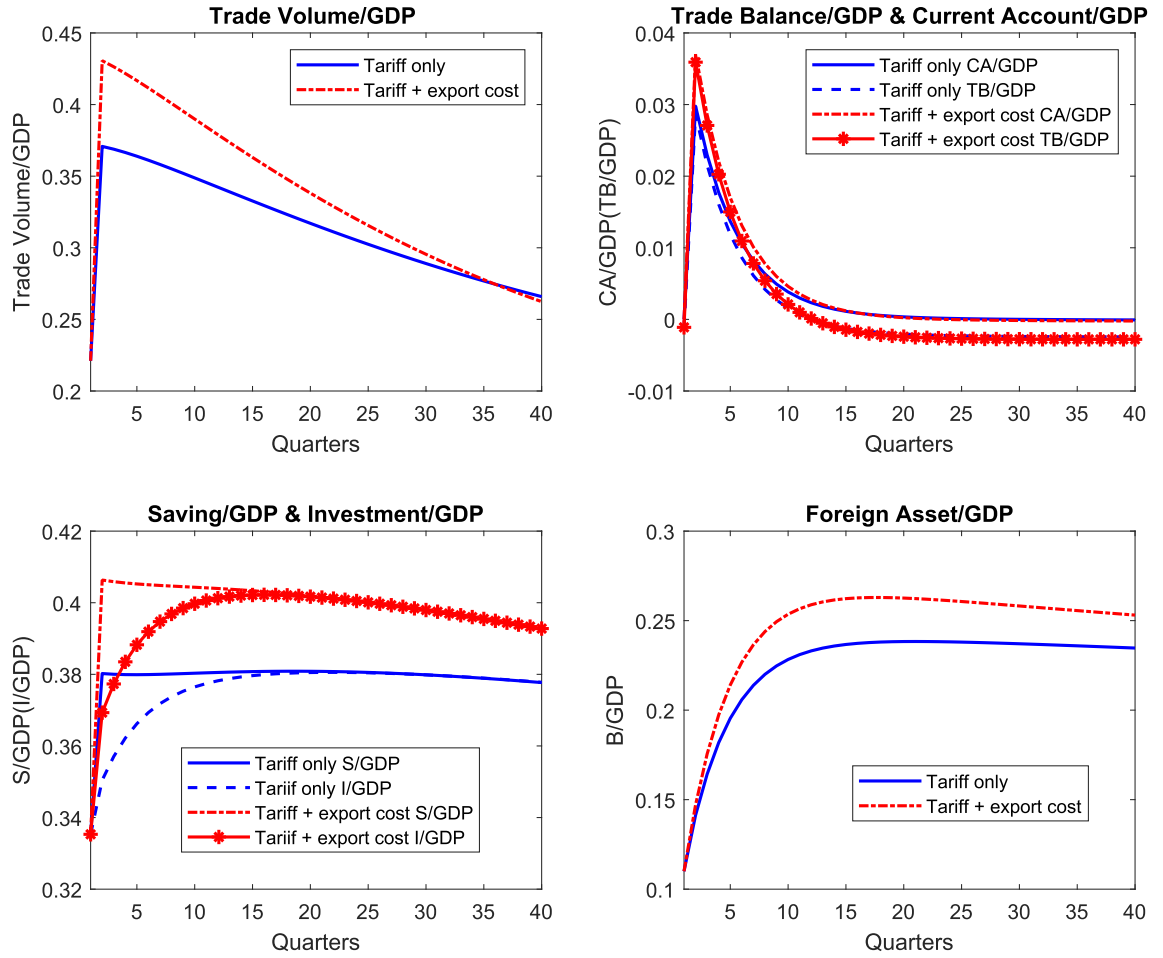 Trade Volume/GDP
0.45
0.4
0.35
0.3
0.25
0.2
Trade Volume/GDP
Tariff only
Tariff + export cost
5 10 15 20 25 30 35 40
Quarters
Trade Balance/GDP & Current Account/GDP
0.04
0.03
0.02
0.01
0
-0.01
CA/GDP(TB/GDP)
Tariff only CA/GDP
Tariff only TB/GDP
Tariff + export cost CA/GDP
Tariff + export cost TB/GDP
5 10 15 20 25 30 35 40
Quarters
Saving/GDP & Investment/GDP
0.42
0.4
0.38
0.36
0.34
0.32
S/GDP(I/GDP)
Tariff only S/GDP
Tariif only I/GDP
Tariff + export cost S/GDP
Tariif + export cost I/GDP
5 10 15 20 25 30 35 40
Quarters
Foreign Asset/GDP
0.3
0.25
0.2
0.15
0.1
B/GDP
Tariff only
Tariff + export cost
5 10 15 20 25 30 35 40
Quarters